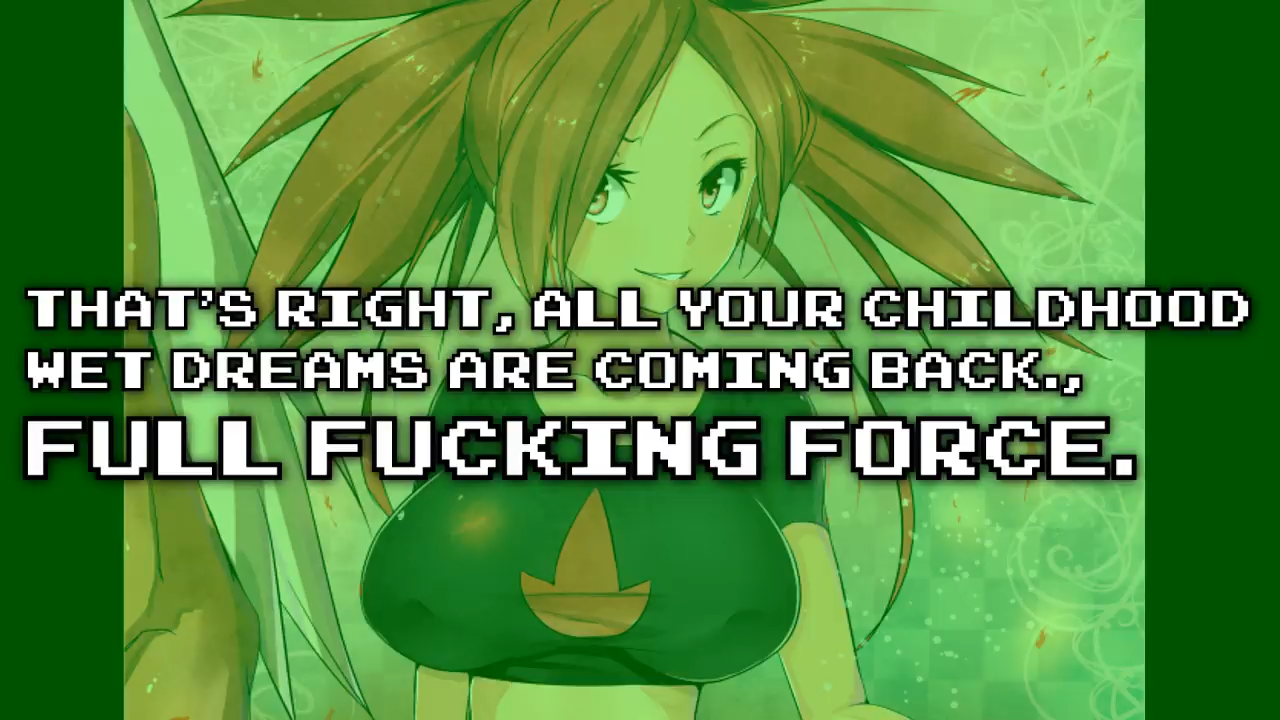 THAT'S RIGHT, ALL YOUR CHILDHOOD
WET DREAMS ARE COMING BACK.,
FULL FUCKING FORCE.